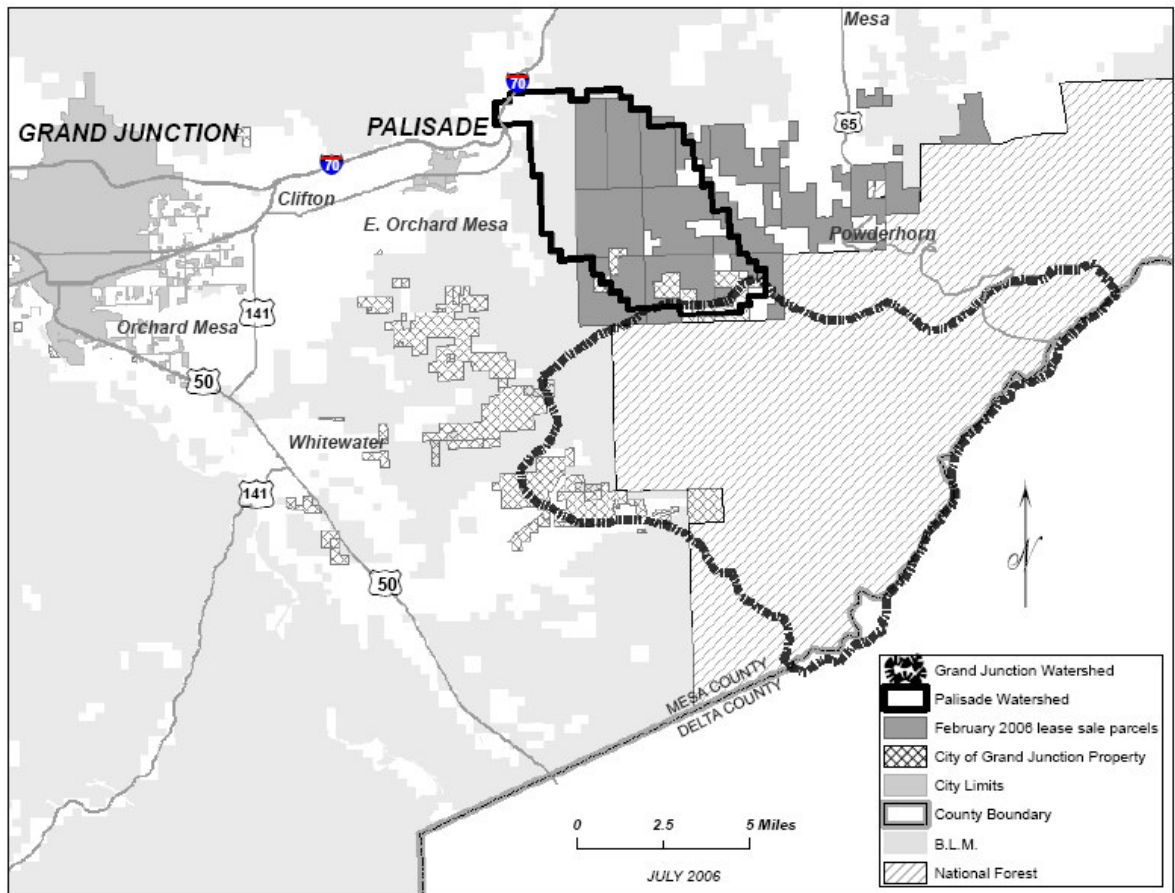 Mesa
70
GRAND JUNCTION
PALISADE
65
70
Clifton
E. Orchard Mesa
Powderhorn
141
Orchard Mesa
50
Whitewater
141
N
50
MESA COUNTY
DELTA COUNTY
0 2.5 5 Miles
JULY 2006
Grand Junction Watershed
Palisade Watershed
February 2006 lease sale parcels
City of Grand Junction Property
City Limits
County Boundary
B.L.M.
National Forest